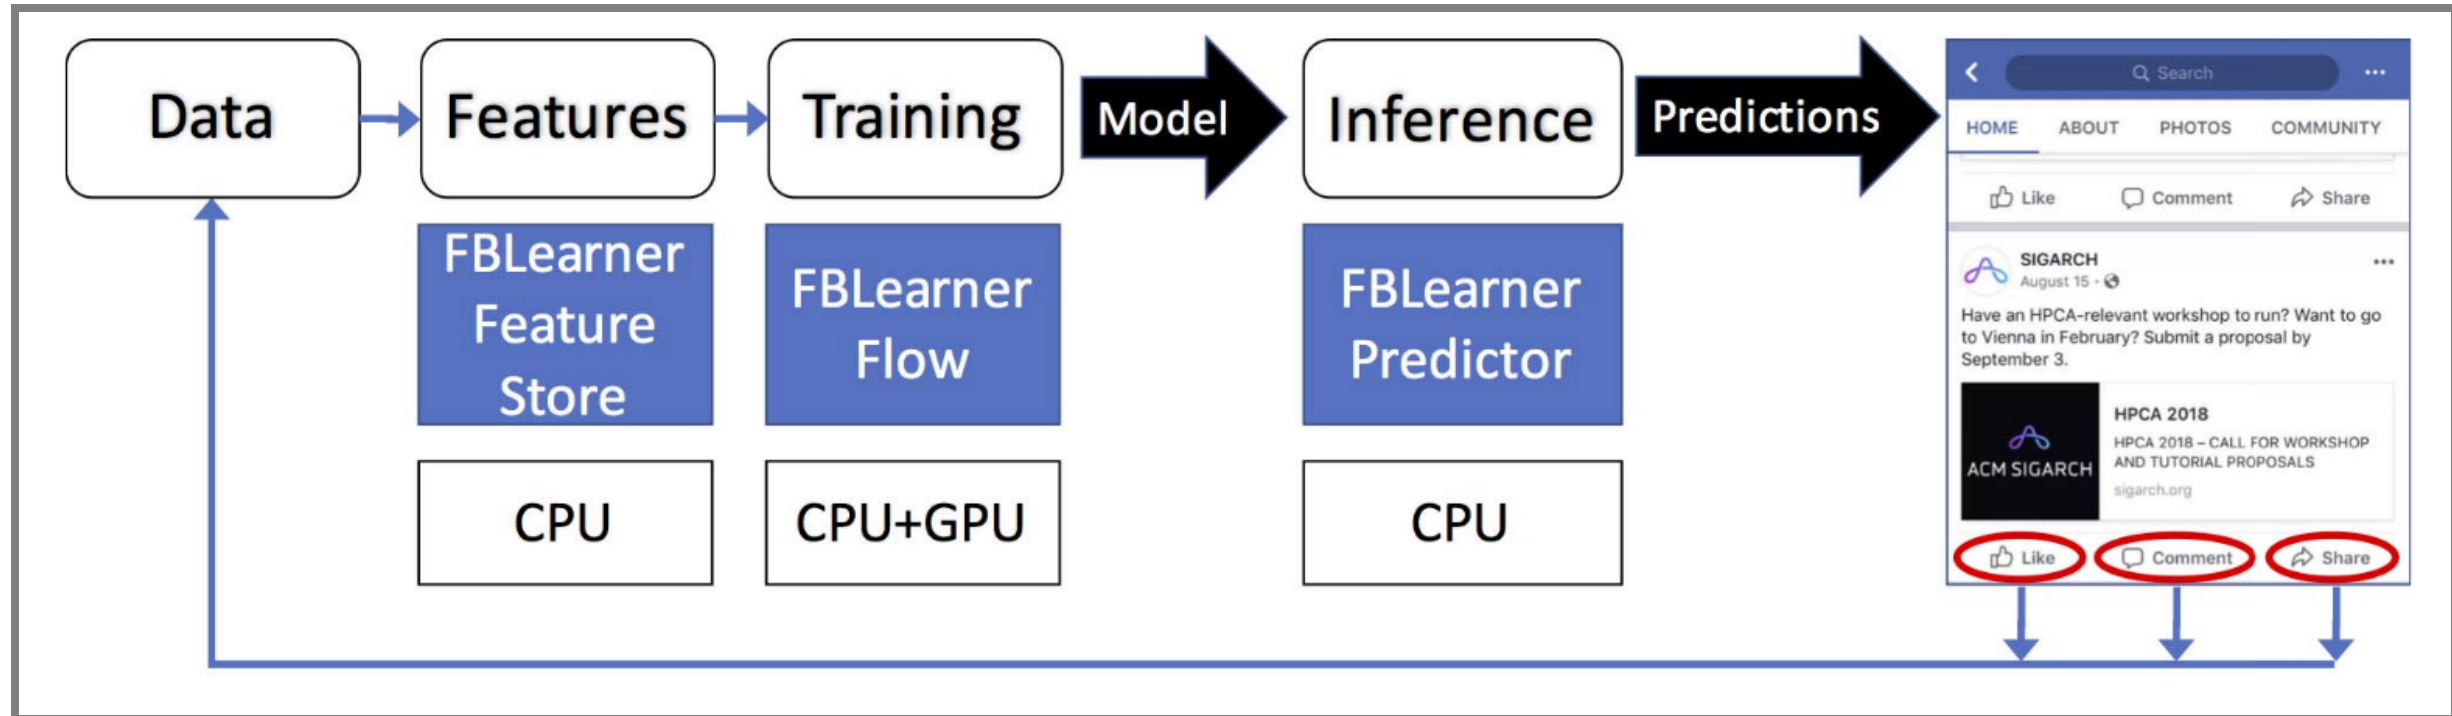 Data
Features
Training
Model
Inference
Predictions
FBLearner
Feature
Store
FBLearner
Flow
FBLearner
Predictor
CPU
CPU+GPU
CPU
Search
HOME ABOUT PHOTOS COMMUNITY
Like Comment Share
SIGARCH
August 15 ·
Have an HPCA-relevant workshop to run? Want to go
to Vienna in February? Submit a proposal by
September 3.
ACM SIGARCH
HPCA 2018
HPCA 2018 – CALL FOR WORKSHOP
AND TUTORIAL PROPOSALS
sigarch.org
Like Comment Share